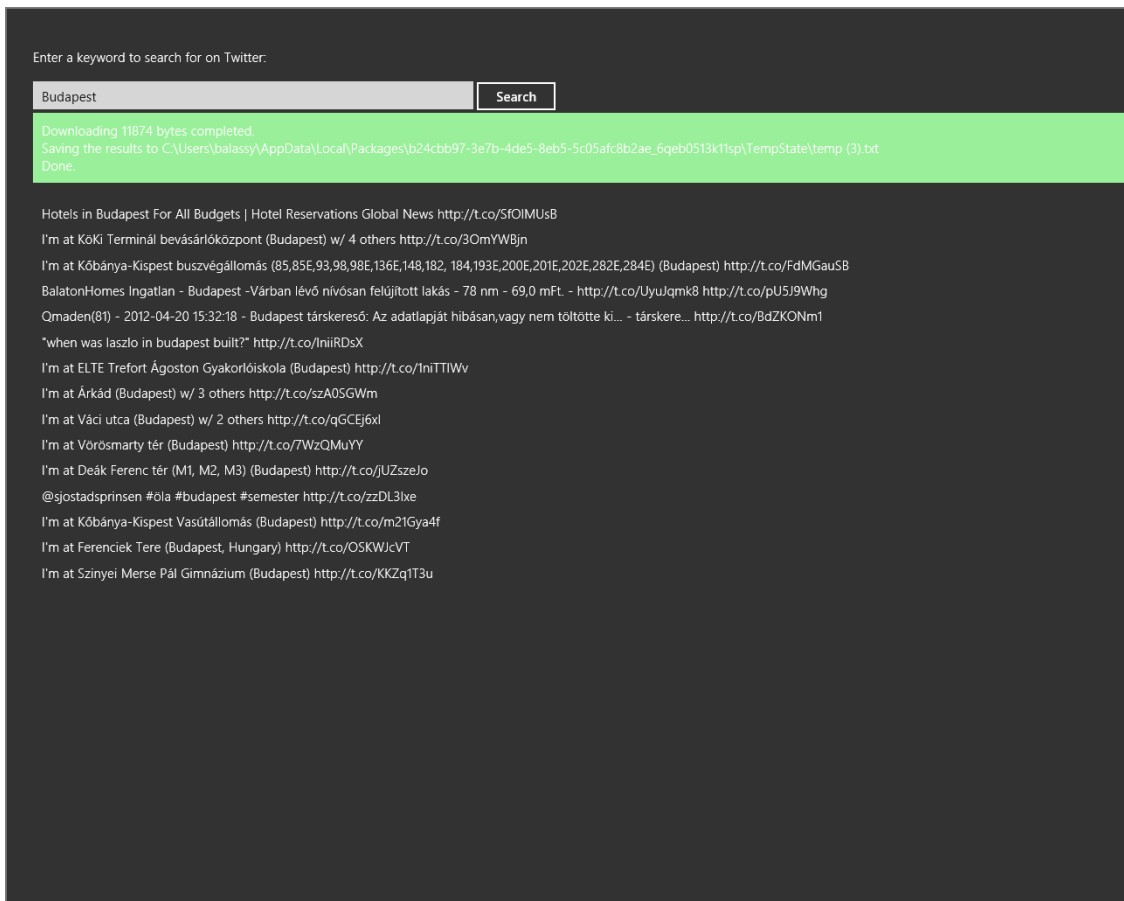 Enter a keyword to search for on Twitter:
Budapest
Search
Downloading 11874 bytes completed.
Saving the results to C:\Users\balassy\AppData\Local\Packages\b24cbb97-3e7b-4de5-8eb5-5c05afc8b2ae_6qeb0513k11sp\TempState\temp (3).txt
Done.
Hotels in Budapest For All Budgets | Hotel Reservations Global News http://t.co/SfOlMUsB
I'm at KöKi Terminál bevásárlóközpont (Budapest) w/ 4 others http://t.co/3OmYWBjn
I'm at Kőbánya-Kispest buszvégállomás (85,85E,93,98,98E,136E,148,182, 184,193E,200E,201E,202E,282E,284E) (Budapest) http://t.co/FdMGauSB
BalatonHomes Ingatlan - Budapest -Várban lévő nívósan felújított lakás - 78 nm - 69,0 mFt. - http://t.co/UyuJqmk8 http://t.co/pU5J9Whg
Qmaden(81) - 2012-04-20 15:32:18 - Budapest társkereső: Az adatlapját hibásan,vagy nem töltötte ki... - társkere... http://t.co/BdZKONm1
"when was laszlo in budapest built?" http://t.co/lniiRDsX
I'm at ELTE Trefort Ágoston Gyakorlóiskola (Budapest) http://t.co/1niTTlWv
I'm at Árkád (Budapest) w/ 3 others http://t.co/szA0SGWm
I'm at Váci utca (Budapest) w/ 2 others http://t.co/qGCEj6xl
I'm at Vörösmarty tér (Budapest) http://t.co/7WzQMuYY
I'm at Deák Ferenc tér (M1, M2, M3) (Budapest) http://t.co/jUZszeJo
@sjostadsprinsen #öla #budapest #semester http://t.co/zzDL3lxe
I'm at Kőbánya-Kispest Vasútállomás (Budapest) http://t.co/m21Gya4f
I'm at Ferenciek Tere (Budapest, Hungary) http://t.co/OSKWJcVT
I'm at Szinyei Merse Pál Gimnázium (Budapest) http://t.co/KKZq1T3u